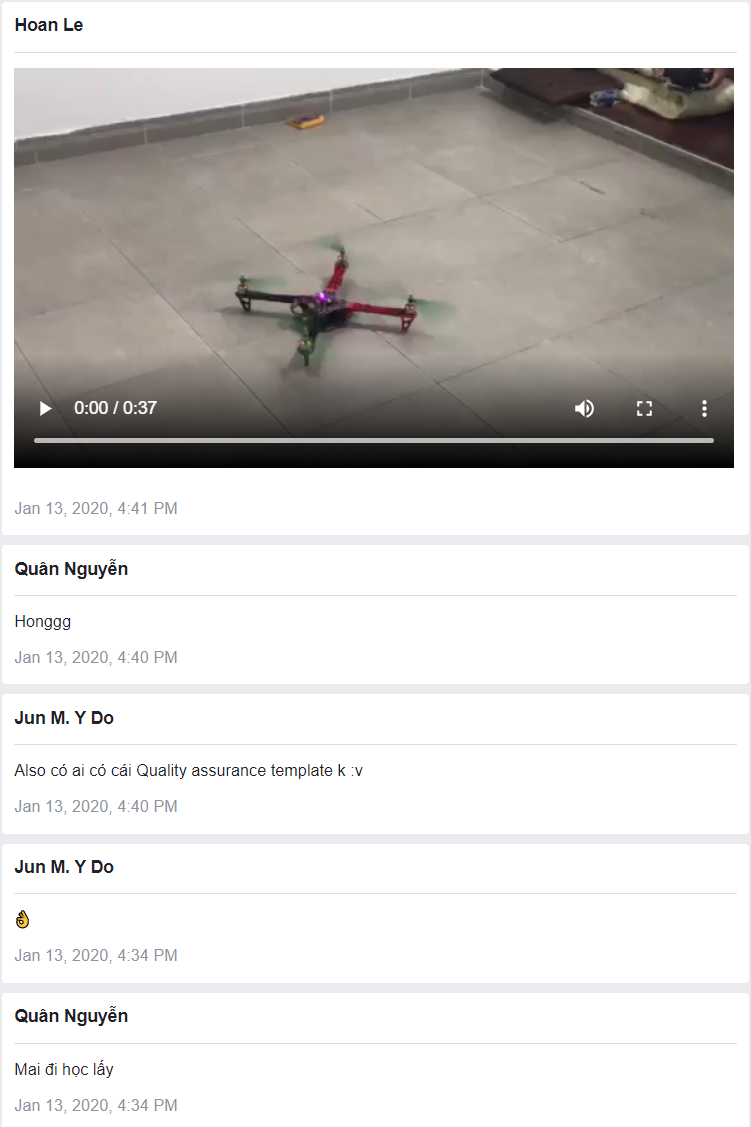 Hoan Le
0:00 / 0:37
Jan 13, 2020, 4:41 PM
Quân Nguyễn
Honggg
Jan 13, 2020, 4:40 PM
Jun M. Y Do
Also có ai có cái Quality assurance template k :v
Jan 13, 2020, 4:40 PM
Jun M. Y Do
👌
Jan 13, 2020, 4:34 PM
Quân Nguyễn
Mai đi học lấy
Jan 13, 2020, 4:34 PM